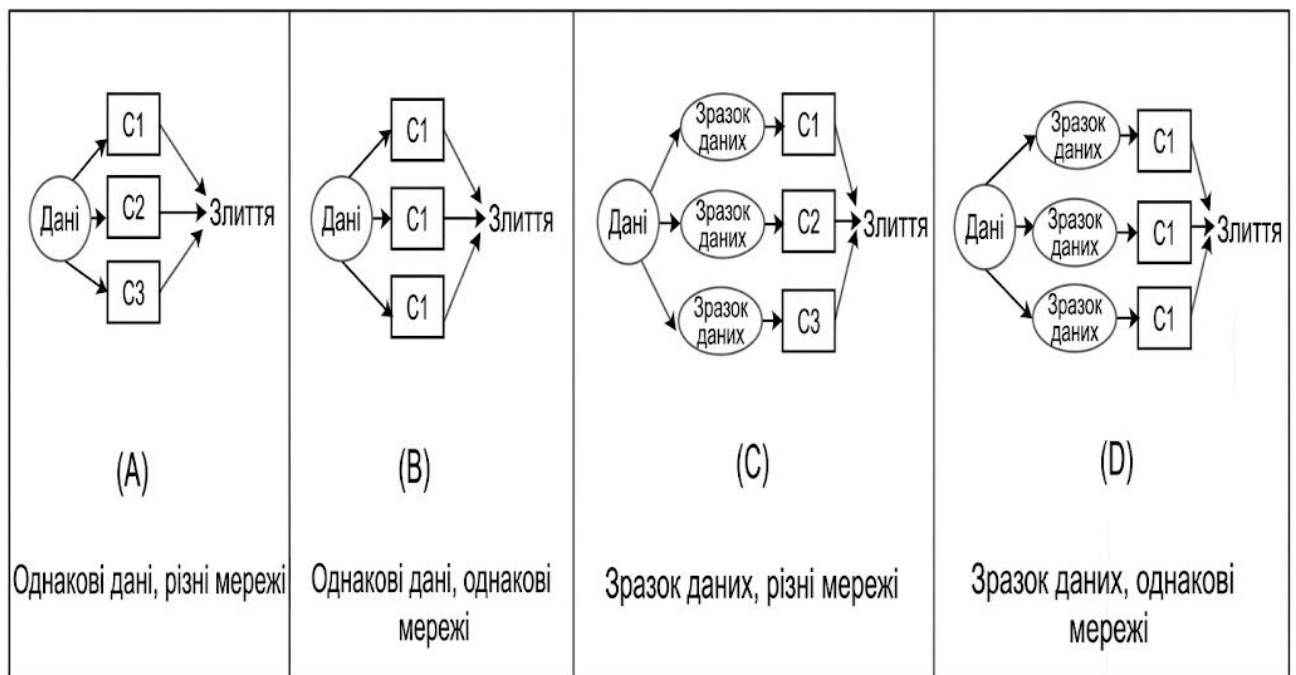 C1
C2
C3
Дані
Злиття
(A)
Однакові дані, різні мережі
C1
C1
C1
Дані
Злиття
(B)
Однакові дані, однакові
мережі
Зразок
даних
C1
Дані
Зразок
даних
C2
Злиття
Зразок
даних
C3
(C)
Зразок даних, різні мережі
Зразок
даних
C1
Дані
Зразок
даних
C1
Злиття
Зразок
даних
C1
(D)
Зразок даних, однакові
мережі